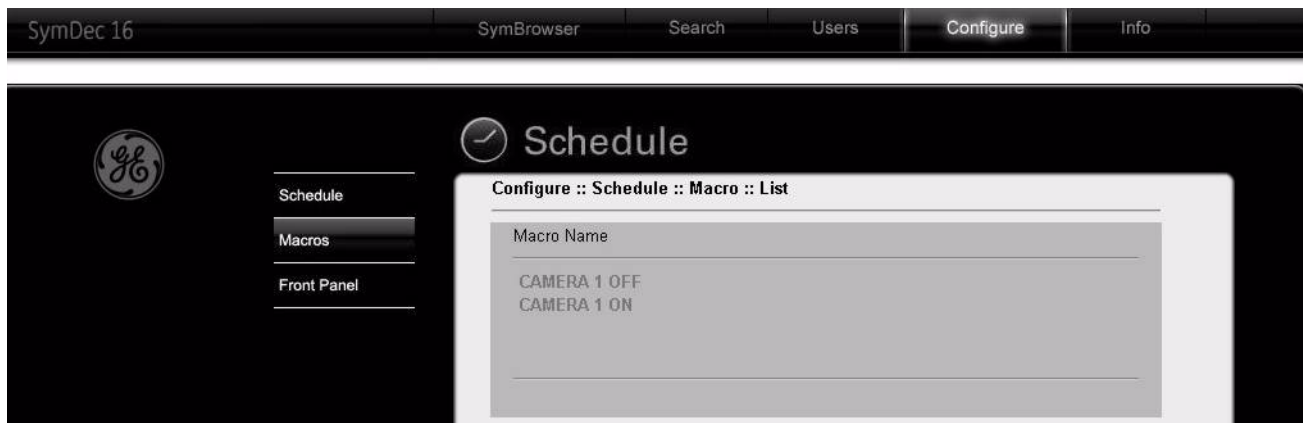 SymDec 16
SymBrowser Search Users Configure Info
Schedule
Configure :: Schedule :: Macro :: List
Schedule
Macros
Front Panel
Macro Name
CAMERA 1 OFF
CAMERA 1 ON